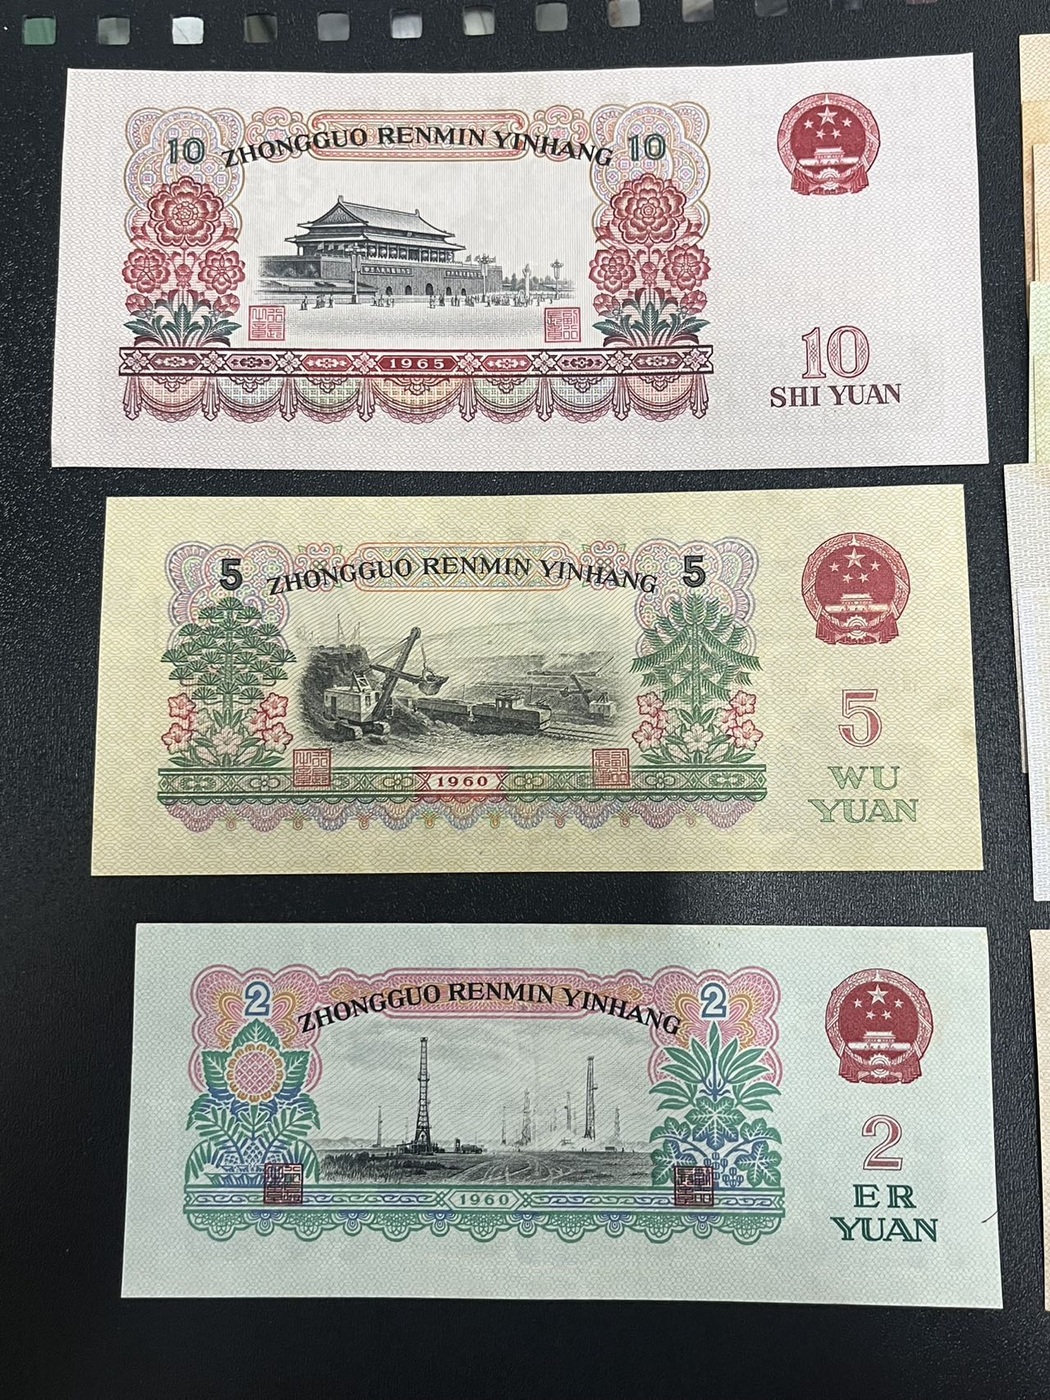 10 ZHONGGUO RENMIN YINHANG 10
1965
10
SHI YUAN
5 ZHONGGUO RENMIN YINHANG 5
1960
5
WU
YUAN
2 ZHONGGUO RENMIN YINHANG 2
1960
2
ER
YUAN